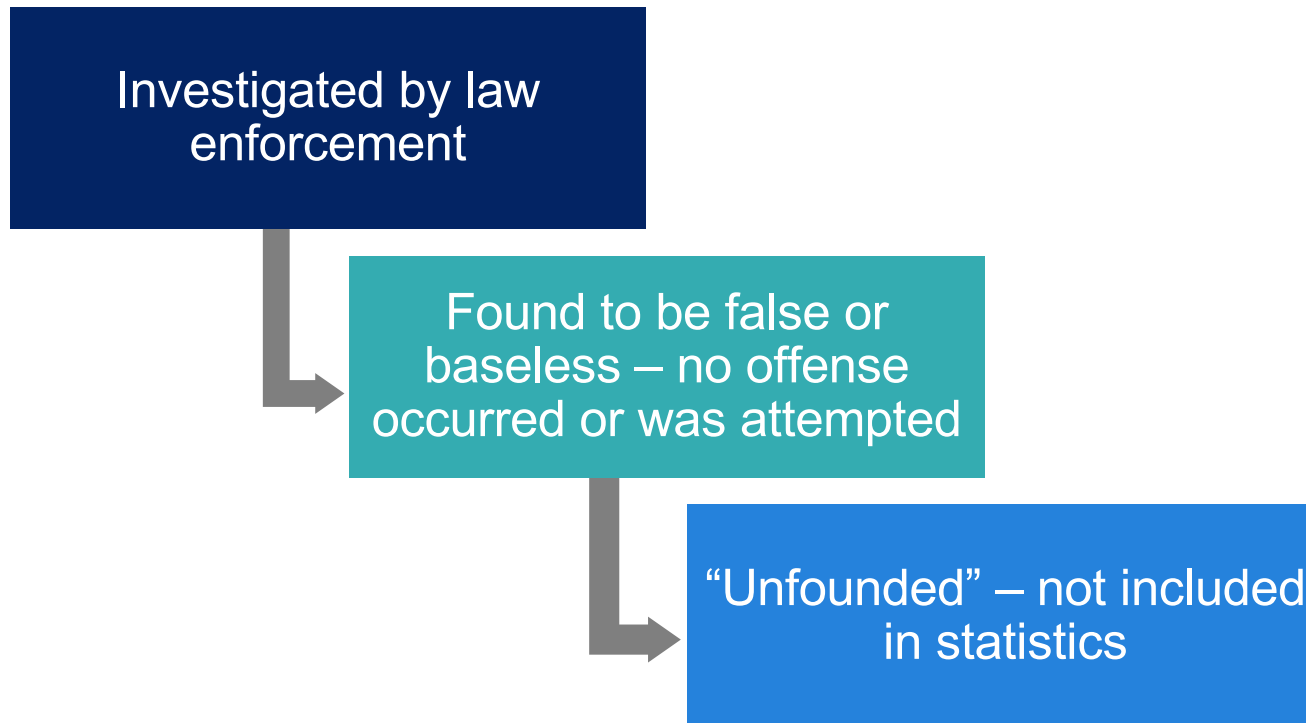 Investigated by law
enforcement
Found to be false or
baseless – no offense
occurred or was attempted
“Unfounded” – not included
in statistics